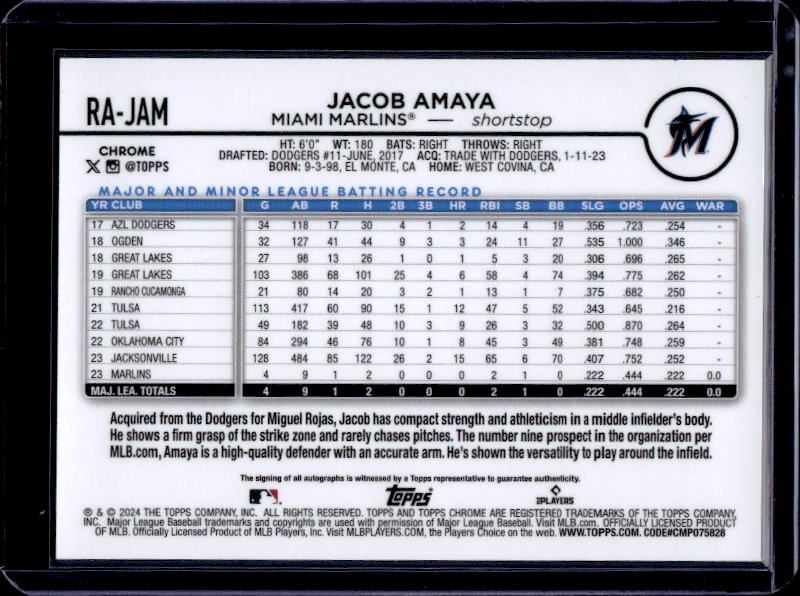 RA-JAM
JACOB AMAYA
MIAMI MARLINS® — shortstop
M
CHROME
X @TOPPS
HT: 6'0" WT: 180 BATS: RIGHT THROWS: RIGHT
DRAFTED: DODGERS #11-JUNE, 2017 ACQ: TRADE WITH DODGERS, 1-11-23
BORN: 9-3-98, EL MONTE, CA HOME: WEST COVINA, CA
MAJOR AND MINOR LEAGUE BATTING RECORD
YR CLUB G AB R H 2B 3B HR RBI SB BB SLG OPS AVG WAR
17 AZL DODGERS 34 118 17 30 4 1 2 14 4 19 .356 .723 .254 -
18 OGDEN 32 127 41 44 9 3 3 24 11 27 .535 1.000 .346 -
18 GREAT LAKES 27 98 13 26 1 0 1 5 3 20 .306 .696 .265 -
19 GREAT LAKES 103 386 68 101 25 4 6 58 4 74 .394 .775 .262 -
19 RANCHO CUCAMONGA 21 80 14 20 3 2 1 13 1 7 .375 .682 .250 -
21 TULSA 113 417 60 90 15 1 12 47 5 52 .343 .645 .216 -
22 TULSA 49 182 39 48 10 3 9 26 3 32 .500 .870 .264 -
22 OKLAHOMA CITY 84 294 46 76 10 1 8 45 3 49 .381 .748 .259 -
23 JACKSONVILLE 128 484 85 122 26 2 15 65 6 70 .407 .752 .252 -
23 MARLINS 4 9 1 2 0 0 0 2 1 0 .222 .444 .222 0.0
MAJ. LEA. TOTALS 4 9 1 2 0 0 0 2 1 0 .222 .444 .222 0.0
Acquired from the Dodgers for Miguel Rojas, Jacob has compact strength and athleticism in a middle infielder's body.
He shows a firm grasp of the strike zone and rarely chases pitches. The number nine prospect in the organization per
MLB.com, Amaya is a high-quality defender with an accurate arm. He's shown the versatility to play around the infield.
The signing of all autographs is witnessed by a Topps representative to guarantee authenticity.
TOPPS PLAYERS
® & © 2024 THE TOPPS COMPANY, INC. ALL RIGHTS RESERVED. TOPPS AND TOPPS CHROME ARE REGISTERED TRADEMARKS OF THE TOPPS COMPANY,
INC. Major League Baseball trademarks and copyrights are used with permission of Major League Baseball. Visit MLB.com. OFFICIALLY LICENSED PRODUCT
OF MLB. Officially Licensed Product of MLB Players, Inc. Visit MLBPLAYERS.COM, the Players Choice on the web. WWW.TOPPS.COM. CODE#CMP075828